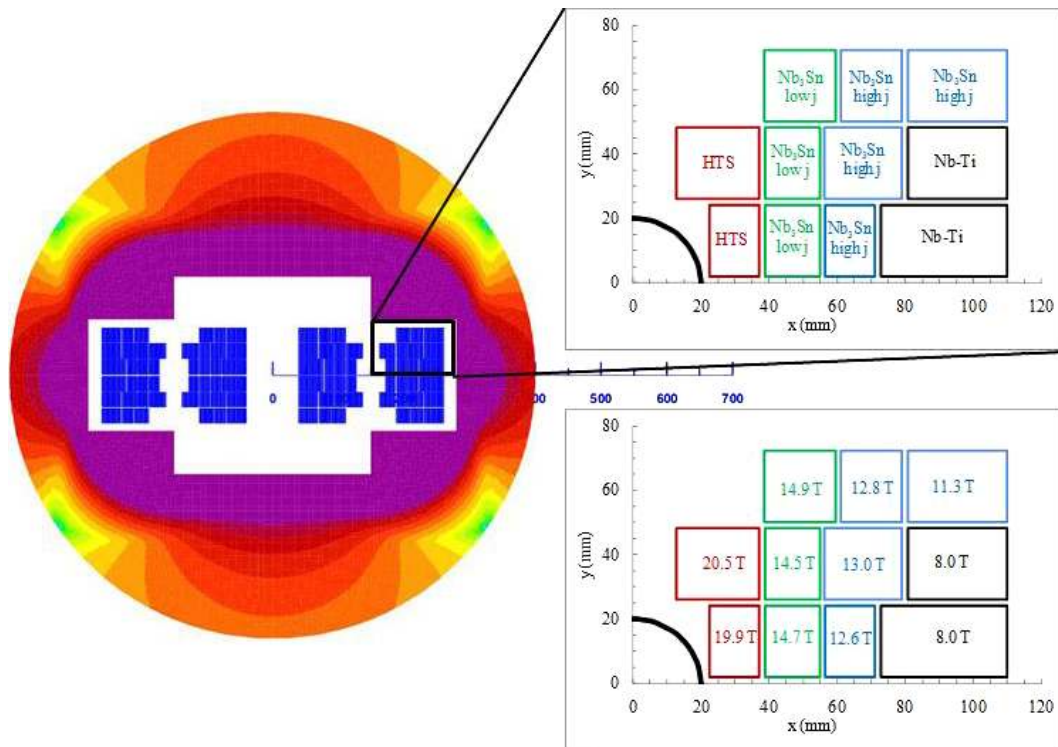 80
60
40
20
0
y (mm)
Nb₃Sn
low j
Nb₃Sn
high j
Nb₃Sn
high j
HTS
Nb₃Sn
low j
Nb₃Sn
high j
Nb-Ti
HTS
Nb₃Sn
low j
Nb₃Sn
high j
Nb-Ti
0 20 40 60 80 100 120
x (mm)
0 400 500 600 700
80
60
40
20
0
y (mm)
14.9 T 12.8 T 11.3 T
20.5 T 14.5 T 13.0 T 8.0 T
19.9 T 14.7 T 12.6 T 8.0 T
0 20 40 60 80 100 120
x (mm)